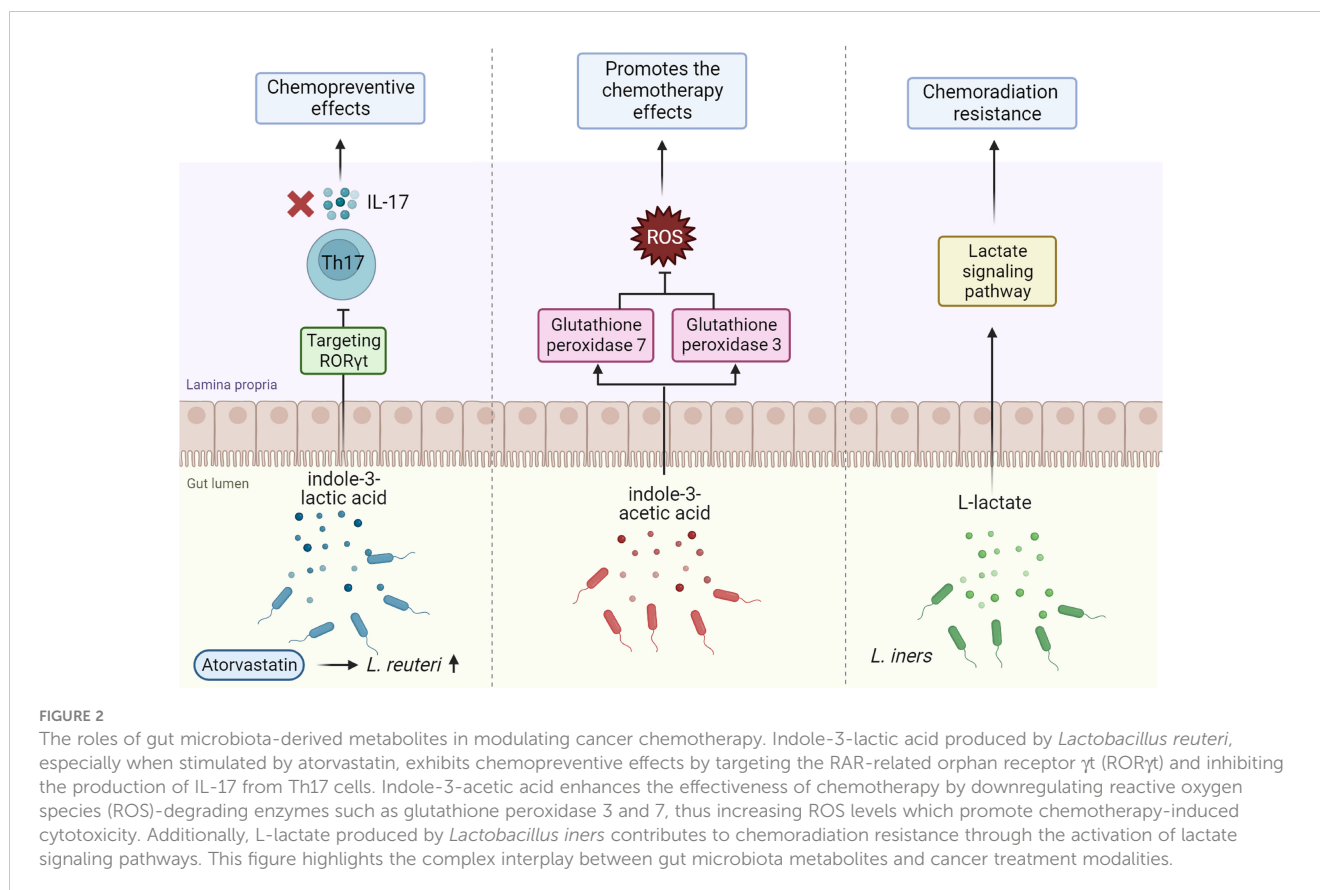 Chemopreventive
effects
Promotes the
chemotherapy
effects
Chemoradiation
resistance
IL-17
Th17
ROS
Lactate
signaling
pathway
Targeting
RORγt
Glutathione
peroxidase 7
Glutathione
peroxidase 3
Lamina propria
Gut lumen
indole-3-
lactic acid
indole-3-
acetic acid
L-lactate
Atorvastatin
L. reuteri
L. iners
FIGURE 2
The roles of gut microbiota-derived metabolites in modulating cancer chemotherapy. Indole-3-lactic acid produced by Lactobacillus reuteri,
especially when stimulated by atorvastatin, exhibits chemopreventive effects by targeting the RAR-related orphan receptor γt (RORγt) and inhibiting
the production of IL-17 from Th17 cells. Indole-3-acetic acid enhances the effectiveness of chemotherapy by downregulating reactive oxygen
species (ROS)-degrading enzymes such as glutathione peroxidase 3 and 7, thus increasing ROS levels which promote chemotherapy-induced
cytotoxicity. Additionally, L-lactate produced by Lactobacillus iners contributes to chemoradiation resistance through the activation of lactate
signaling pathways. This figure highlights the complex interplay between gut microbiota metabolites and cancer treatment modalities.